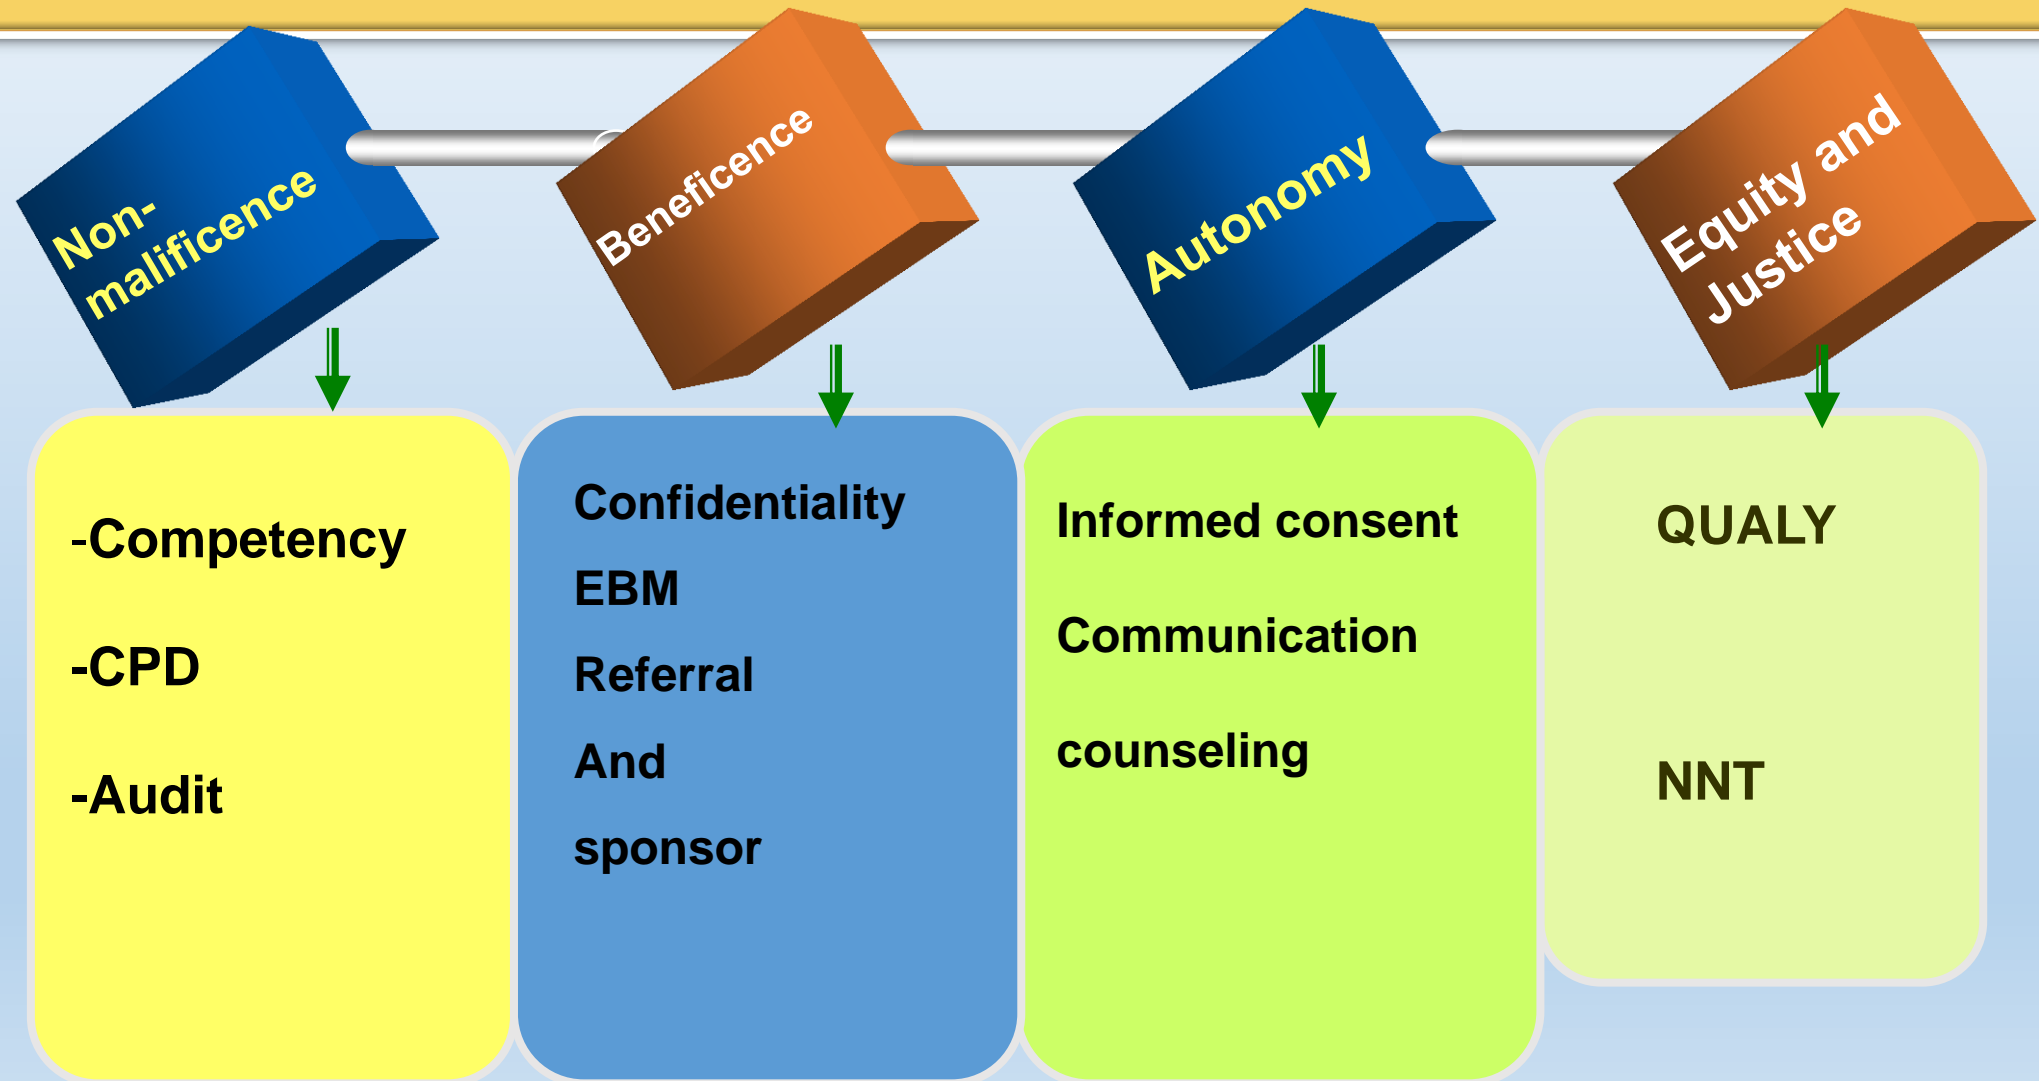 Non-
malificence
Beneficence
Autonomy
Equity and
Justice
-Competency
-CPD
-Audit
Confidentiality
EBM
Referral
And
sponsor
Informed consent
Communication
counseling
QUALY
NNT